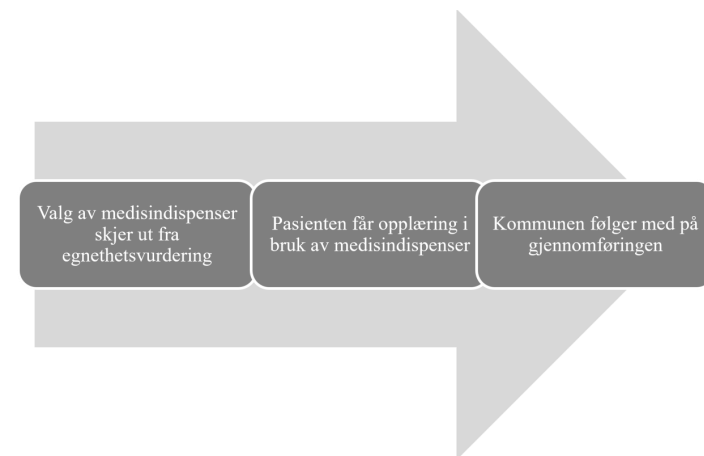 Valg av medisindispenser
skjer ut fra
egnethetsvurdering
Pasienten får opplæring i
bruk av medisindispenser
Kommunen følger med på
gjennomføringen